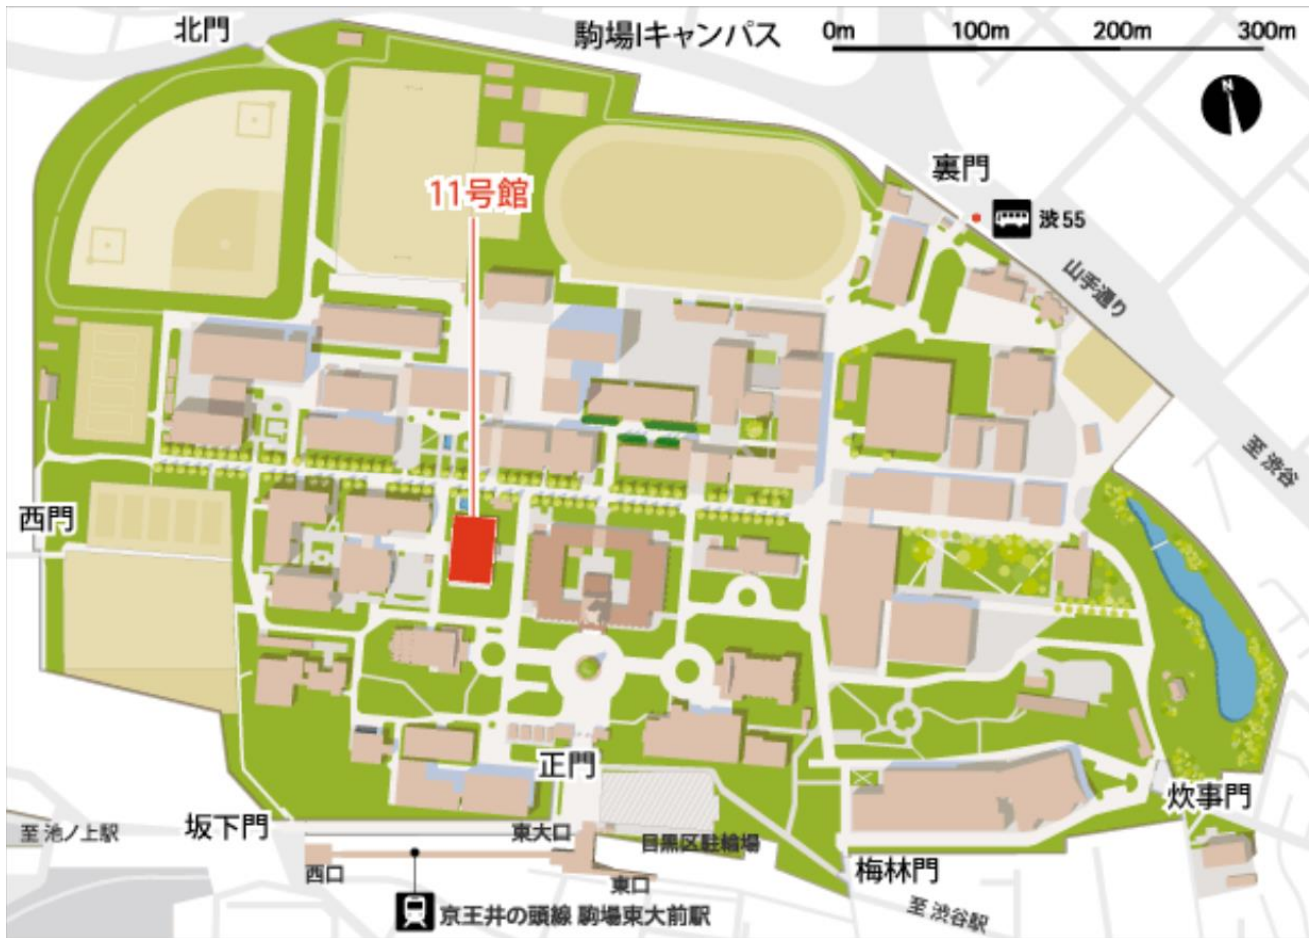 北門
駒場Iキャンパス
0m 100m 200m 300m
N
裏門
11号館
渋55
山手通り
至 渋谷
西門
正門
炊事門
坂下門
至 池ノ上駅
東大口
目黒区駐輪場
西口
東口
梅林門
至 渋谷駅
京王井の頭線 駒場東大前駅